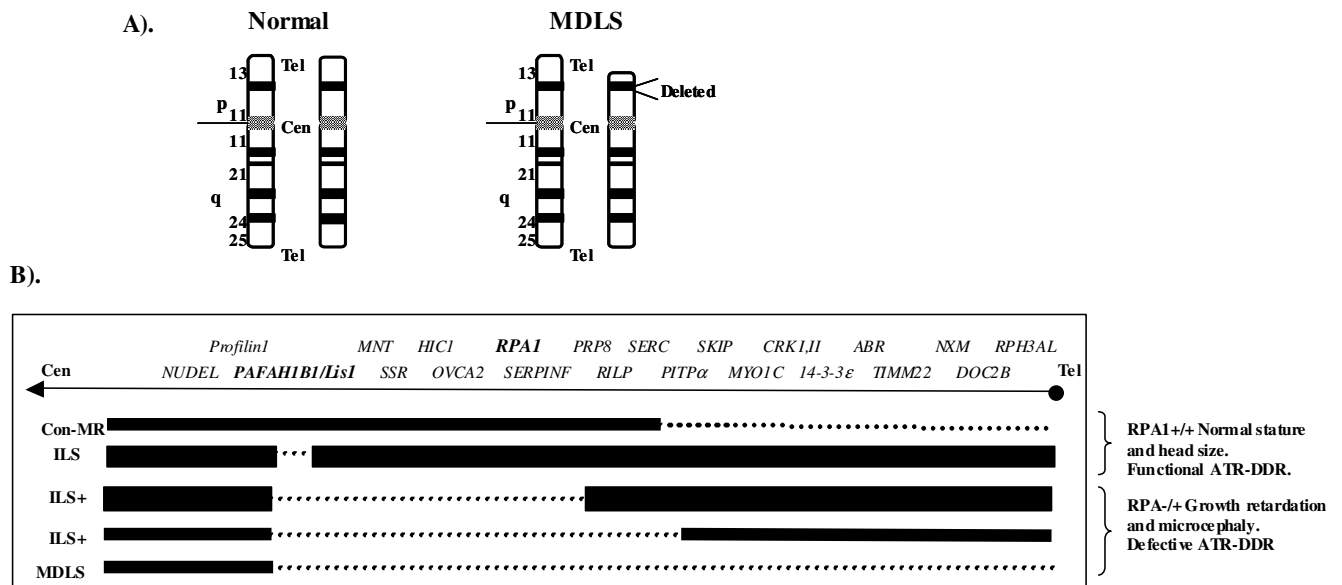 A).
Normal
MDLS
13
Tel
p
11
Cen
11
21
q
24
25
Tel
13
Tel
Deleted
p
11
Cen
11
21
q
24
25
Tel
B).
Profilin1 MNT HIC1 RPA1 PRP8 SERC SKIP CRK I,II ABR NXM RPH3AL
Cen NUDEL PAFAH1B1/Lis1 SSR OVCA2 SERPINF RILP PITPα MYO1C 14-3-3ε TIMM22 DOC2B Tel
Con-MR
ILS
ILS+
ILS+
MDLS
RPA1+/+ Normal stature
and head size.
Functional ATR-DDR.
RPA-/+ Growth retardation
and microcephaly.
Defective ATR-DDR